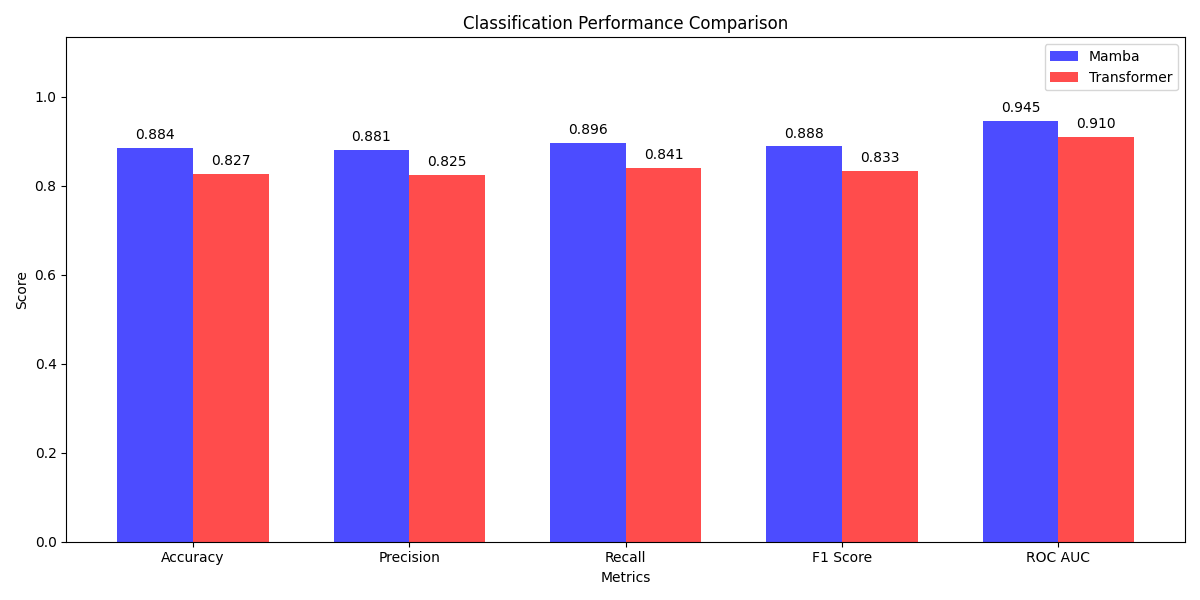 Classification Performance Comparison
Mamba
Transformer
Score
1.0
0.8
0.6
0.4
0.2
0.0
0.884
0.827
0.881
0.825
0.896
0.841
0.888
0.833
0.945
0.910
Accuracy
Precision
Recall
F1 Score
ROC AUC
Metrics